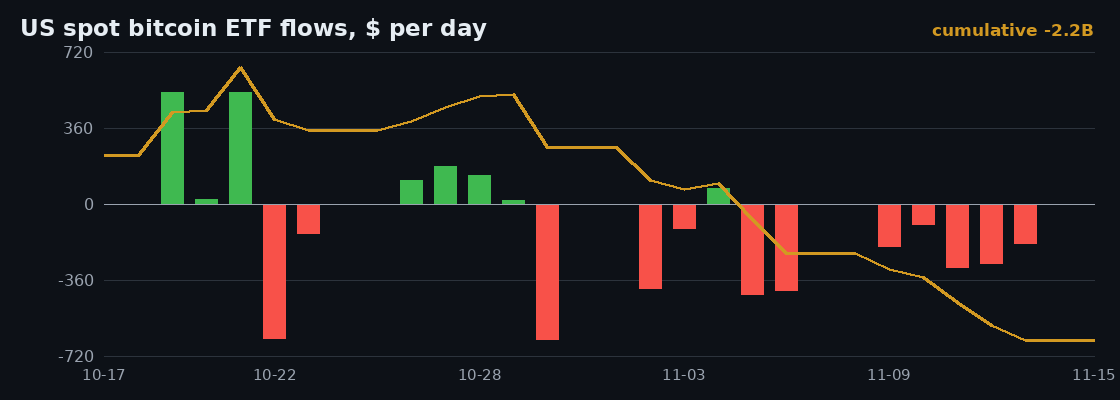 US spot bitcoin ETF flows, $ per day
cumulative -2.2B
720
360
0
-360
-720
10-17 10-22 10-28 11-03 11-09 11-15